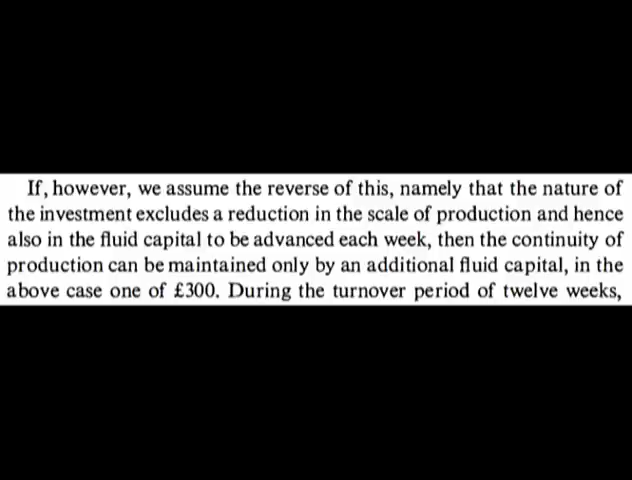 If, however, we assume the reverse of this, namely that the nature of
the investment excludes a reduction in the scale of production and hence
also in the fluid capital to be advanced each week, then the continuity of
production can be maintained only by an additional fluid capital, in the
above case one of £300. During the turnover period of twelve weeks,